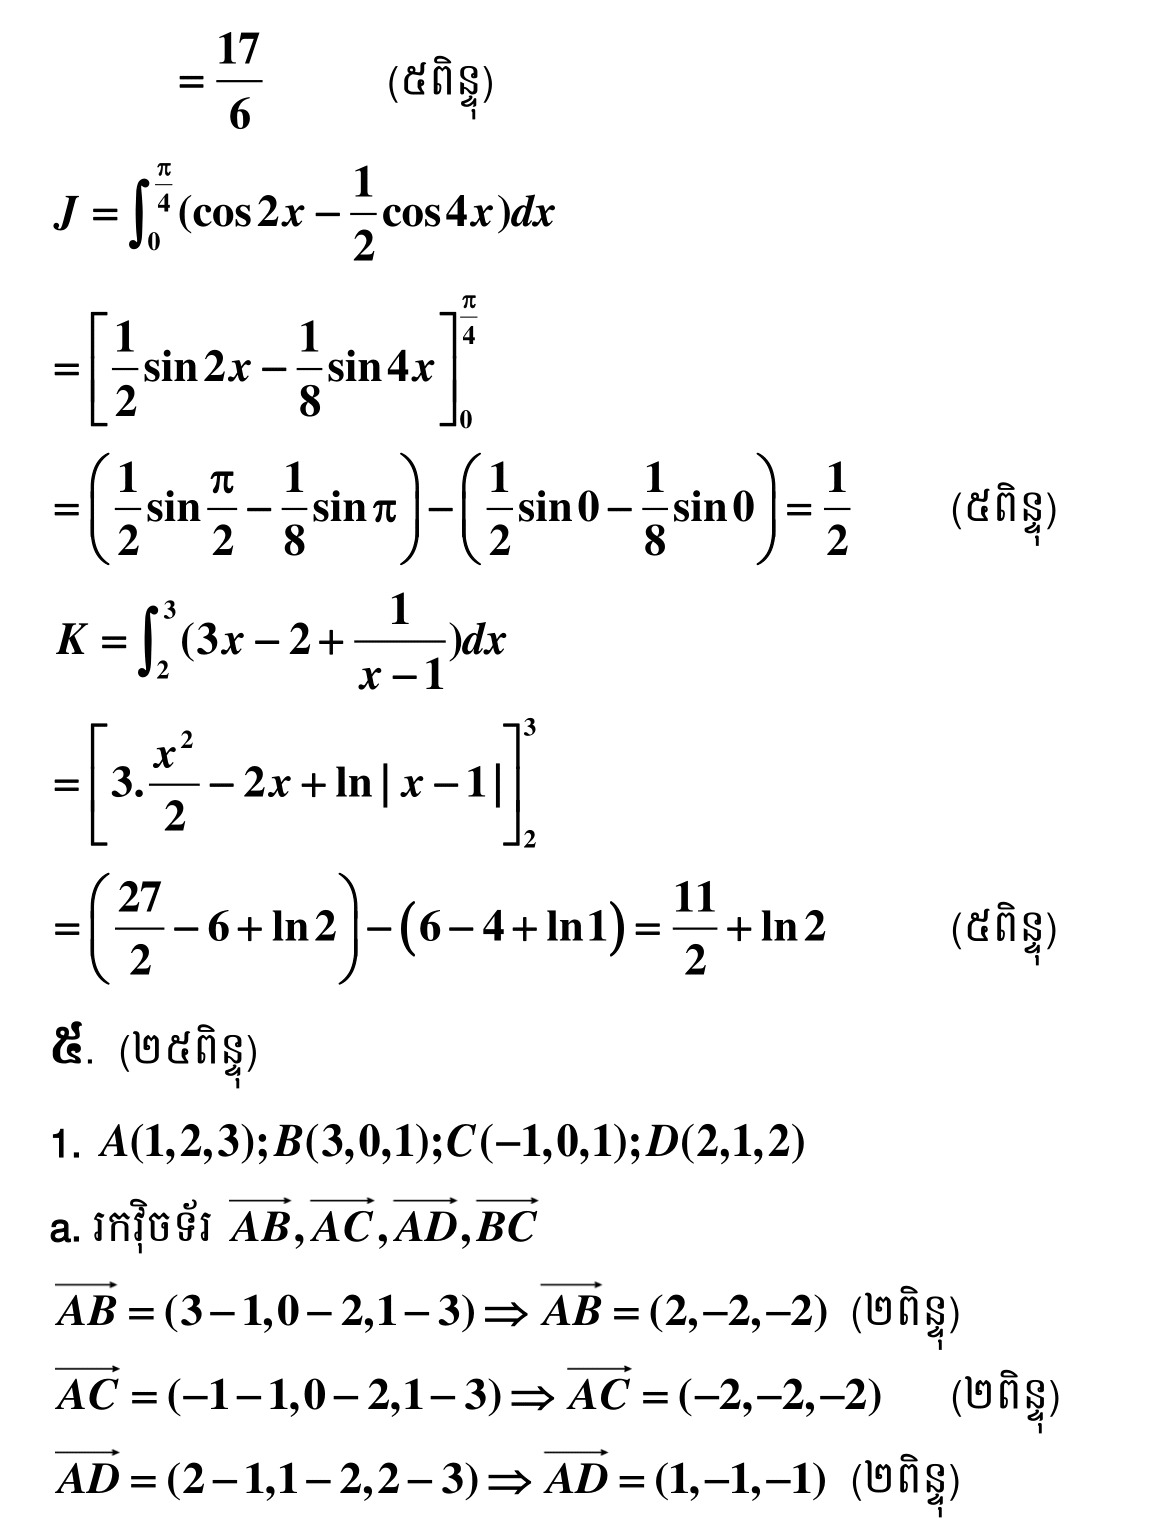 = 17/6 (៥ពិន្ទុ)
J = ∫₀^(π/4) (cos 2x − 1/2 cos 4x)dx
= [1/2 sin 2x − 1/8 sin 4x]₀^(π/4)
= (1/2 sin π/2 − 1/8 sin π) − (1/2 sin 0 − 1/8 sin 0) = 1/2 (៥ពិន្ទុ)
K = ∫₂³ (3x − 2 + 1/(x − 1))dx
= [3.x²/2 − 2x + ln| x − 1|]₂³
= (27/2 − 6 + ln 2) − (6 − 4 + ln 1) = 11/2 + ln 2 (៥ពិន្ទុ)
៥. (២៥ពិន្ទុ)
1. A(1,2,3);B(3,0,1);C(−1,0,1);D(2,1,2)
a. រកវ៉ិចទ័រ AB⃗,AC⃗,AD⃗,BC⃗
AB⃗ = (3−1,0−2,1−3) ⇒ AB⃗ = (2,−2,−2) (២ពិន្ទុ)
AC⃗ = (−1−1,0−2,1−3) ⇒ AC⃗ = (−2,−2,−2) (២ពិន្ទុ)
AD⃗ = (2−1,1−2,2−3) ⇒ AD⃗ = (1,−1,−1) (២ពិន្ទុ)